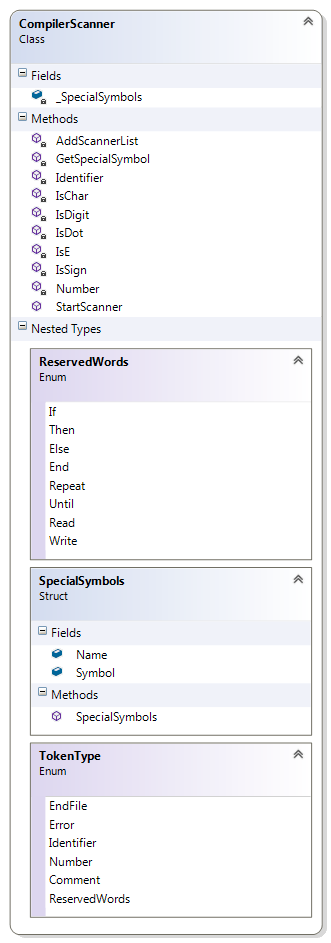 CompilerScanner
Class
Fields
_SpecialSymbols
Methods
AddScannerList
GetSpecialSymbol
Identifier
IsChar
IsDigit
IsDot
IsE
IsSign
Number
StartScanner
Nested Types
ReservedWords
Enum
If
Then
Else
End
Repeat
Until
Read
Write
SpecialSymbols
Struct
Fields
Name
Symbol
Methods
SpecialSymbols
TokenType
Enum
EndFile
Error
Identifier
Number
Comment
ReservedWords